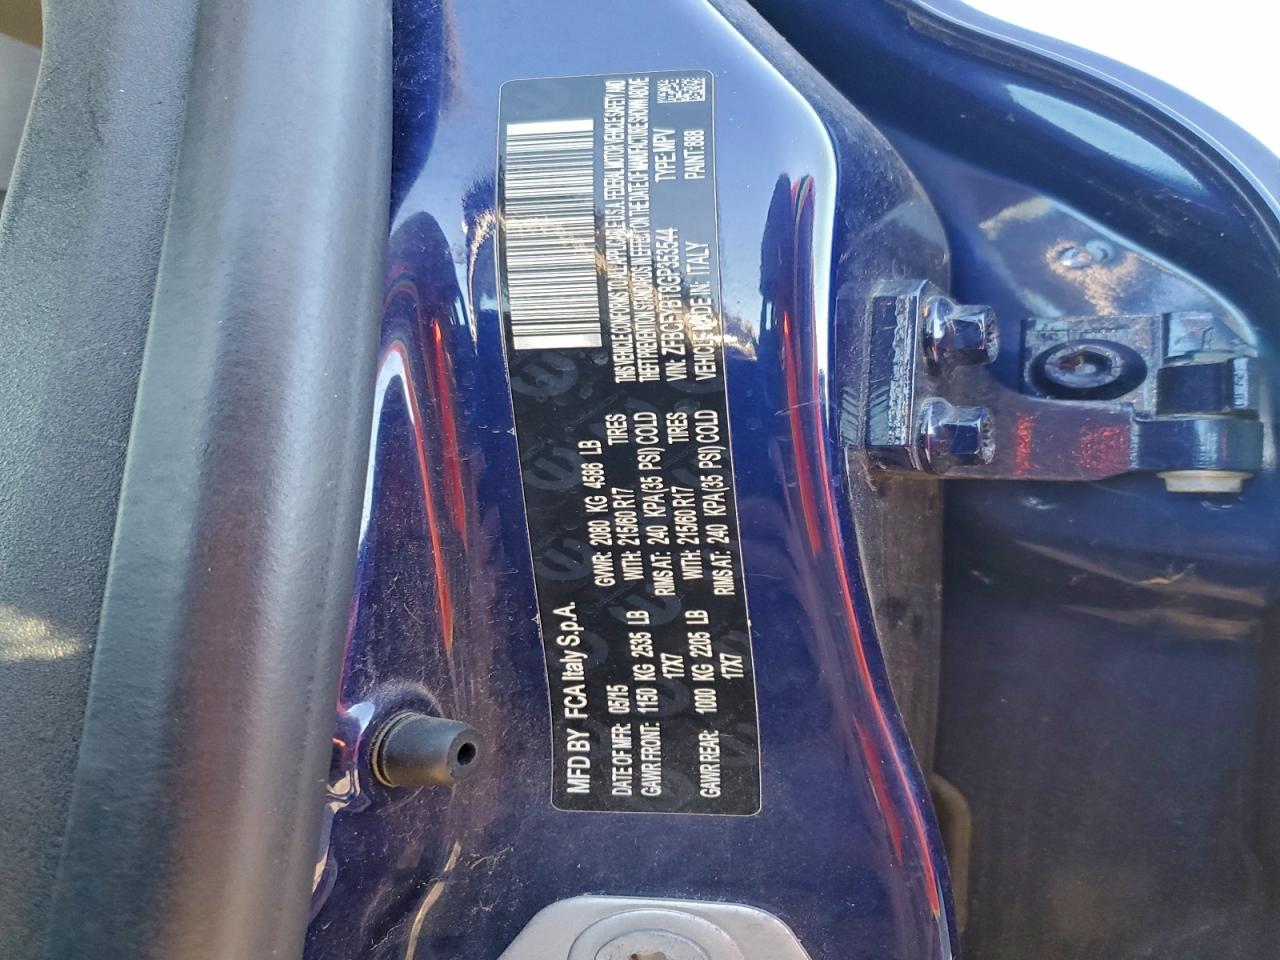 MFD BY FCA Italy S.p.A.
DATE OF MFR: 05/15 GVWR: 2080 KG 4586 LB
GAWR FRONT: 1150 KG 2535 LB WITH: 215/60 R17 TIRES
17X7 RIMS AT: 240 KPA(35 PSI) COLD
GAWR REAR: 1000 KG 2205 LB WITH: 215/60 R17 TIRES
17X7 RIMS AT: 240 KPA(35 PSI) COLD
THIS VEHICLE CONFORMS TO ALL APPLICABLE U.S.A. FEDERAL MOTOR VEHICLE SAFETY AND
THEFT PREVENTION STANDARDS IN EFFECT ON THE DATE OF MANUFACTURE SHOWN ABOVE
VIN: ZFBCFYBT8GP353544 TYPE: MPV
VEHICLE MADE IN: ITALY PAINT: 888